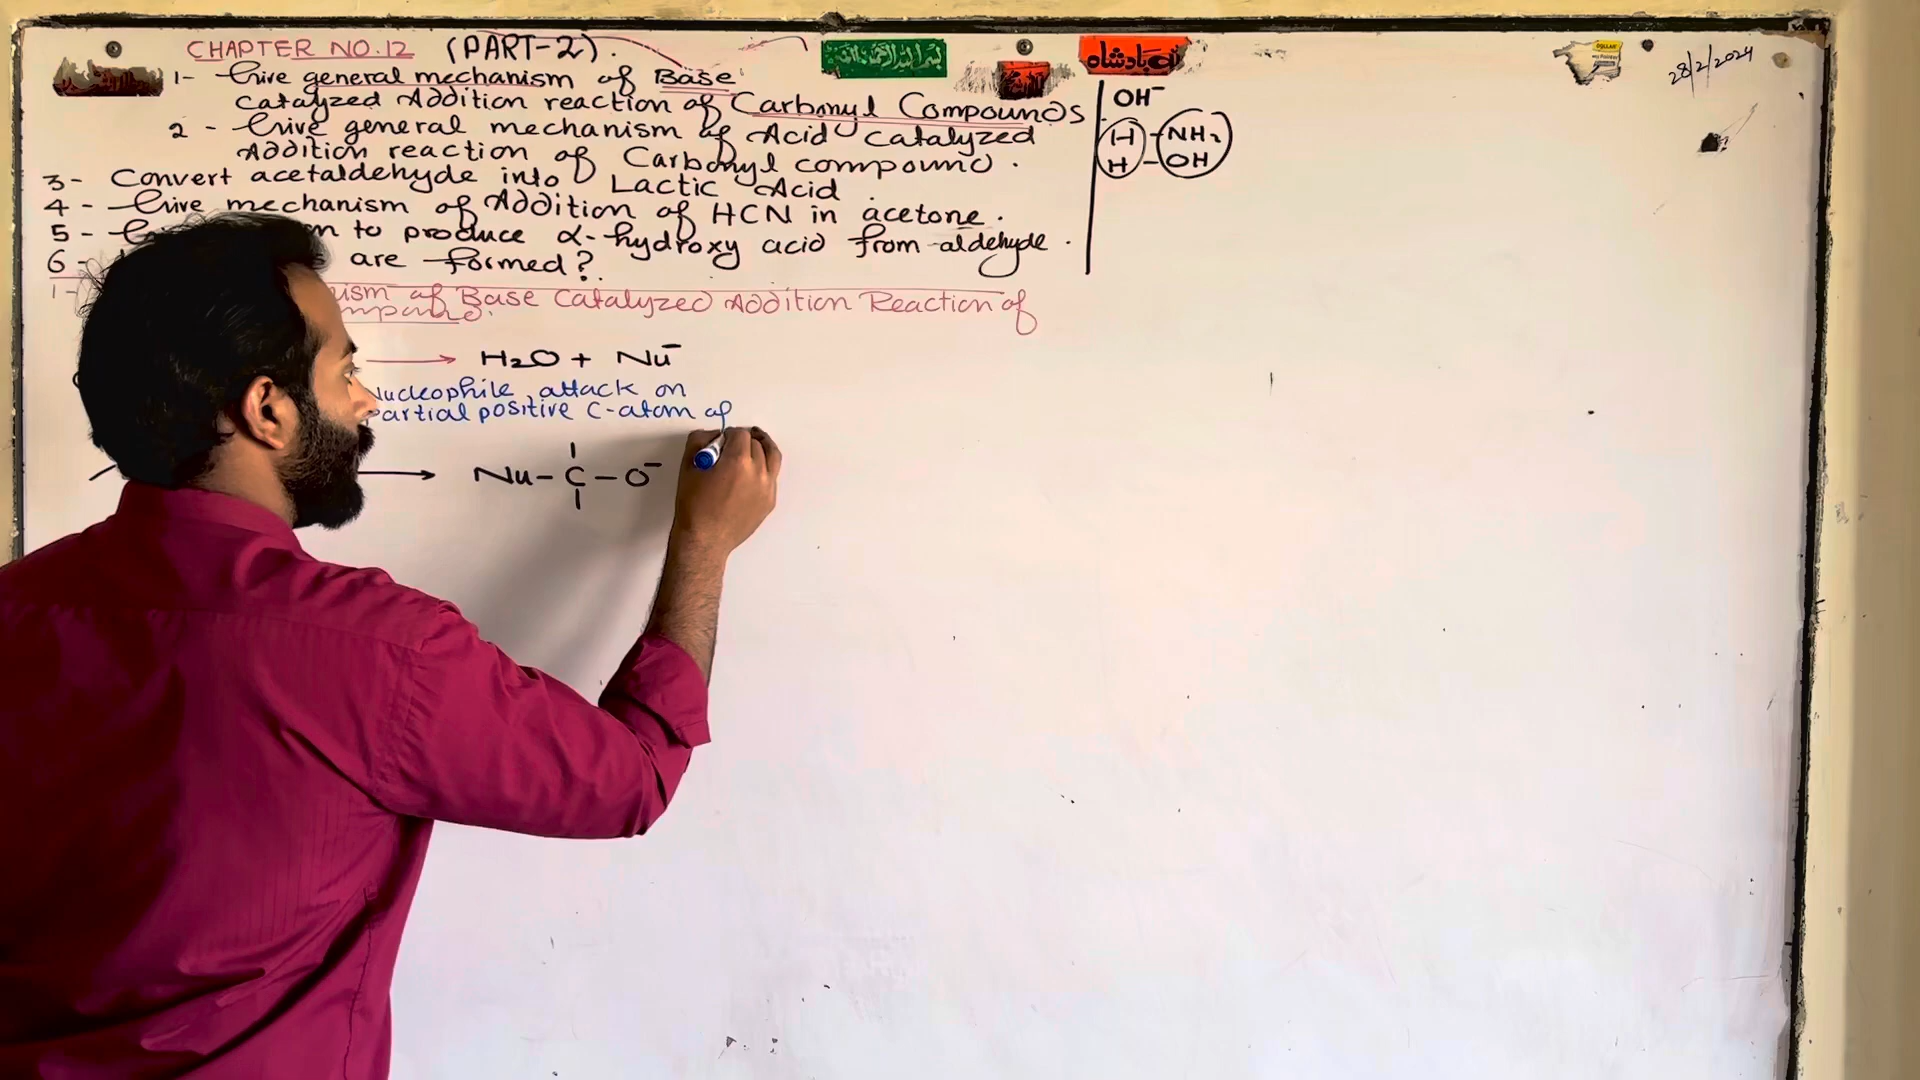 CHAPTER NO.12 (PART-2).
28/2/2024
1- Give general mechanism of Base
Catalyzed Addition reaction of Carbonyl Compounds
2 - Give general mechanism of Acid Catalyzed
Addition reaction of Carbonyl compound.
3- Convert acetaldehyde into Lactic Acid.
4- Give mechanism of Addition of HCN in acetone.
5- to produce α-hydroxy acid from aldehyde.
6- are formed?
OH⁻
H-NH₂
H-OH
1- of Base Catalyzed Addition Reaction of
→ H₂O + Nu⁻
Nucleophile attack on
Partial positive C-atom of
→ Nu-C-O⁻